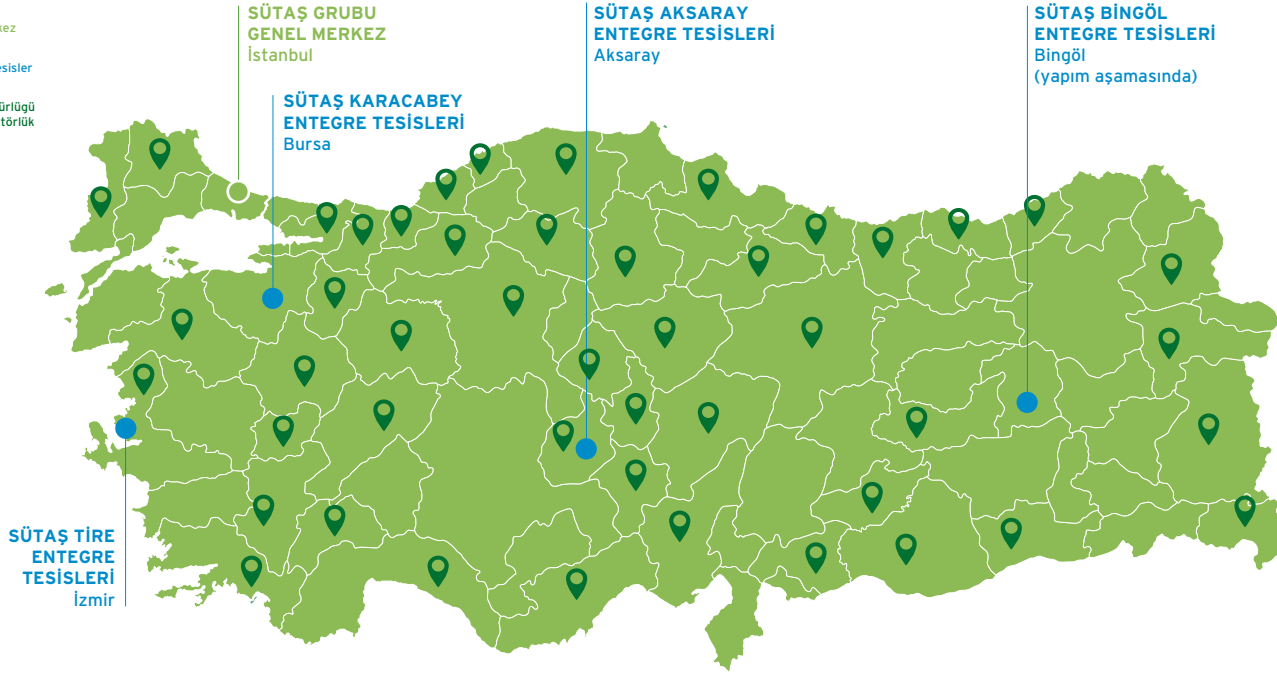 SÜTAŞ GRUBU
GENEL MERKEZ
İstanbul
SÜTAŞ AKSARAY
ENTEGRE TESİSLERİ
Aksaray
SÜTAŞ BİNGÖL
ENTEGRE TESİSLERİ
Bingöl
(yapım aşamasında)
SÜTAŞ KARACABEY
ENTEGRE TESİSLERİ
Bursa
SÜTAŞ TİRE
ENTEGRE
TESİSLERİ
İzmir